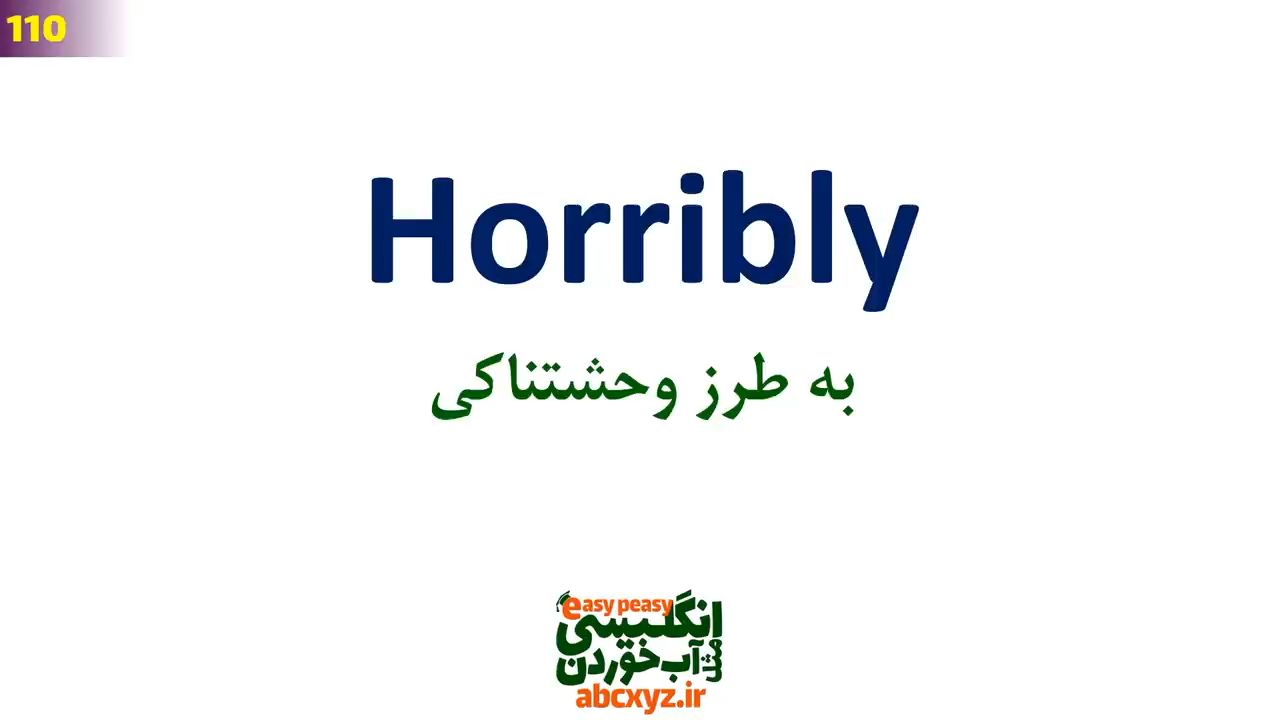 110
Horribly
به طرز وحشتناکی
easy peasy
انگلیسی
مثل آب خوردن
abcxyz.ir